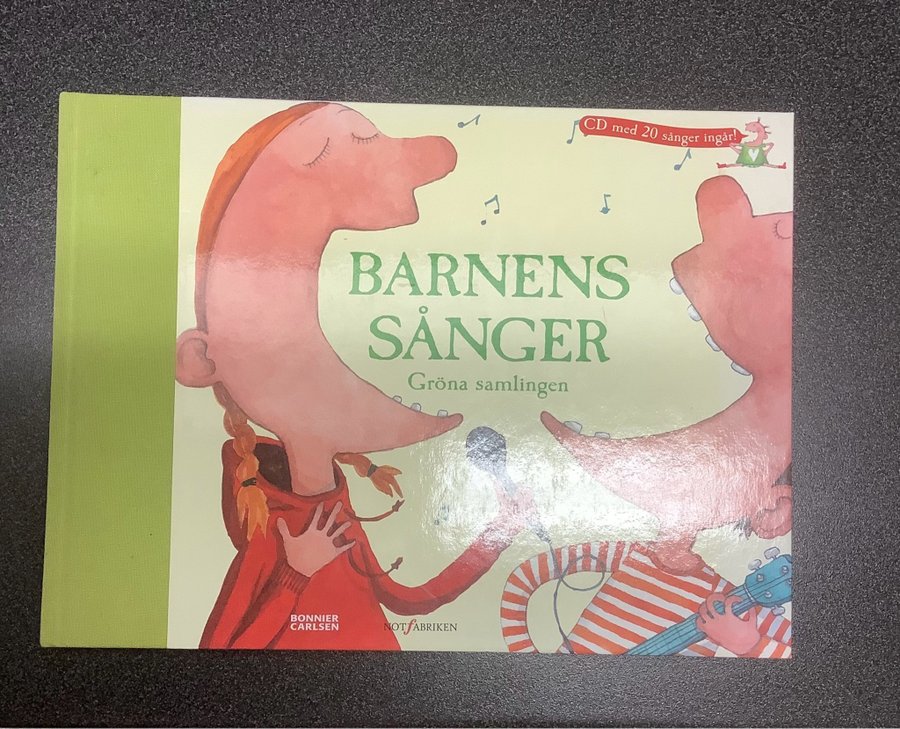 CD med 20 sånger ingår!
BARNENS
SÅNGER
Gröna samlingen
BONNIER
CARLSEN
NOTfABRIKEN